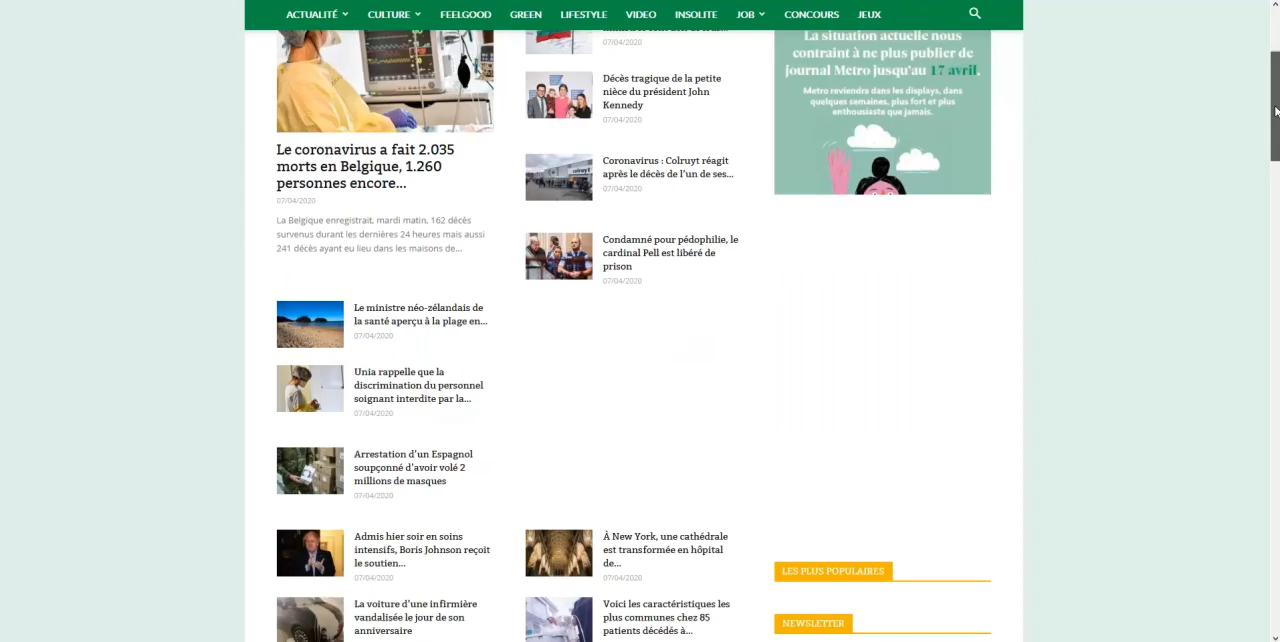 ACTUALITÉ CULTURE FEELGOOD GREEN LIFESTYLE VIDEO INSOLITE JOB CONCOURS JEUX
Le coronavirus a fait 2.035
morts en Belgique, 1.260
personnes encore...
07/04/2020
La Belgique enregistrait, mardi matin, 162 décès
survenus durant les dernières 24 heures mais aussi
241 décès ayant eu lieu dans les maisons de...
Le ministre néo-zélandais de
la santé aperçu à la plage en...
07/04/2020
Unia rappelle que la
discrimination du personnel
soignant interdite par la...
07/04/2020
Arrestation d'un Espagnol
soupçonné d'avoir volé 2
millions de masques
07/04/2020
Admis hier soir en soins
intensifs, Boris Johnson reçoit
le soutien...
07/04/2020
La voiture d'une infirmière
vandalisée le jour de son
anniversaire
07/04/2020
Décès tragique de la petite
nièce du président John
Kennedy
07/04/2020
Coronavirus : Colruyt réagit
après le décès de l'un de ses...
07/04/2020
Condamné pour pédophilie, le
cardinal Pell est libéré de
prison
07/04/2020
À New York, une cathédrale
est transformée en hôpital
de...
07/04/2020
Voici les caractéristiques les
plus communes chez 85
patients décédés à...
La situation actuelle nous
contraint à ne plus publier de
journal Metro jusqu'au 17 avril.
Metro reviendra dans les displays, dans
quelques semaines, plus fort et plus
enthousiaste que jamais.
LES PLUS POPULAIRES
NEWSLETTER